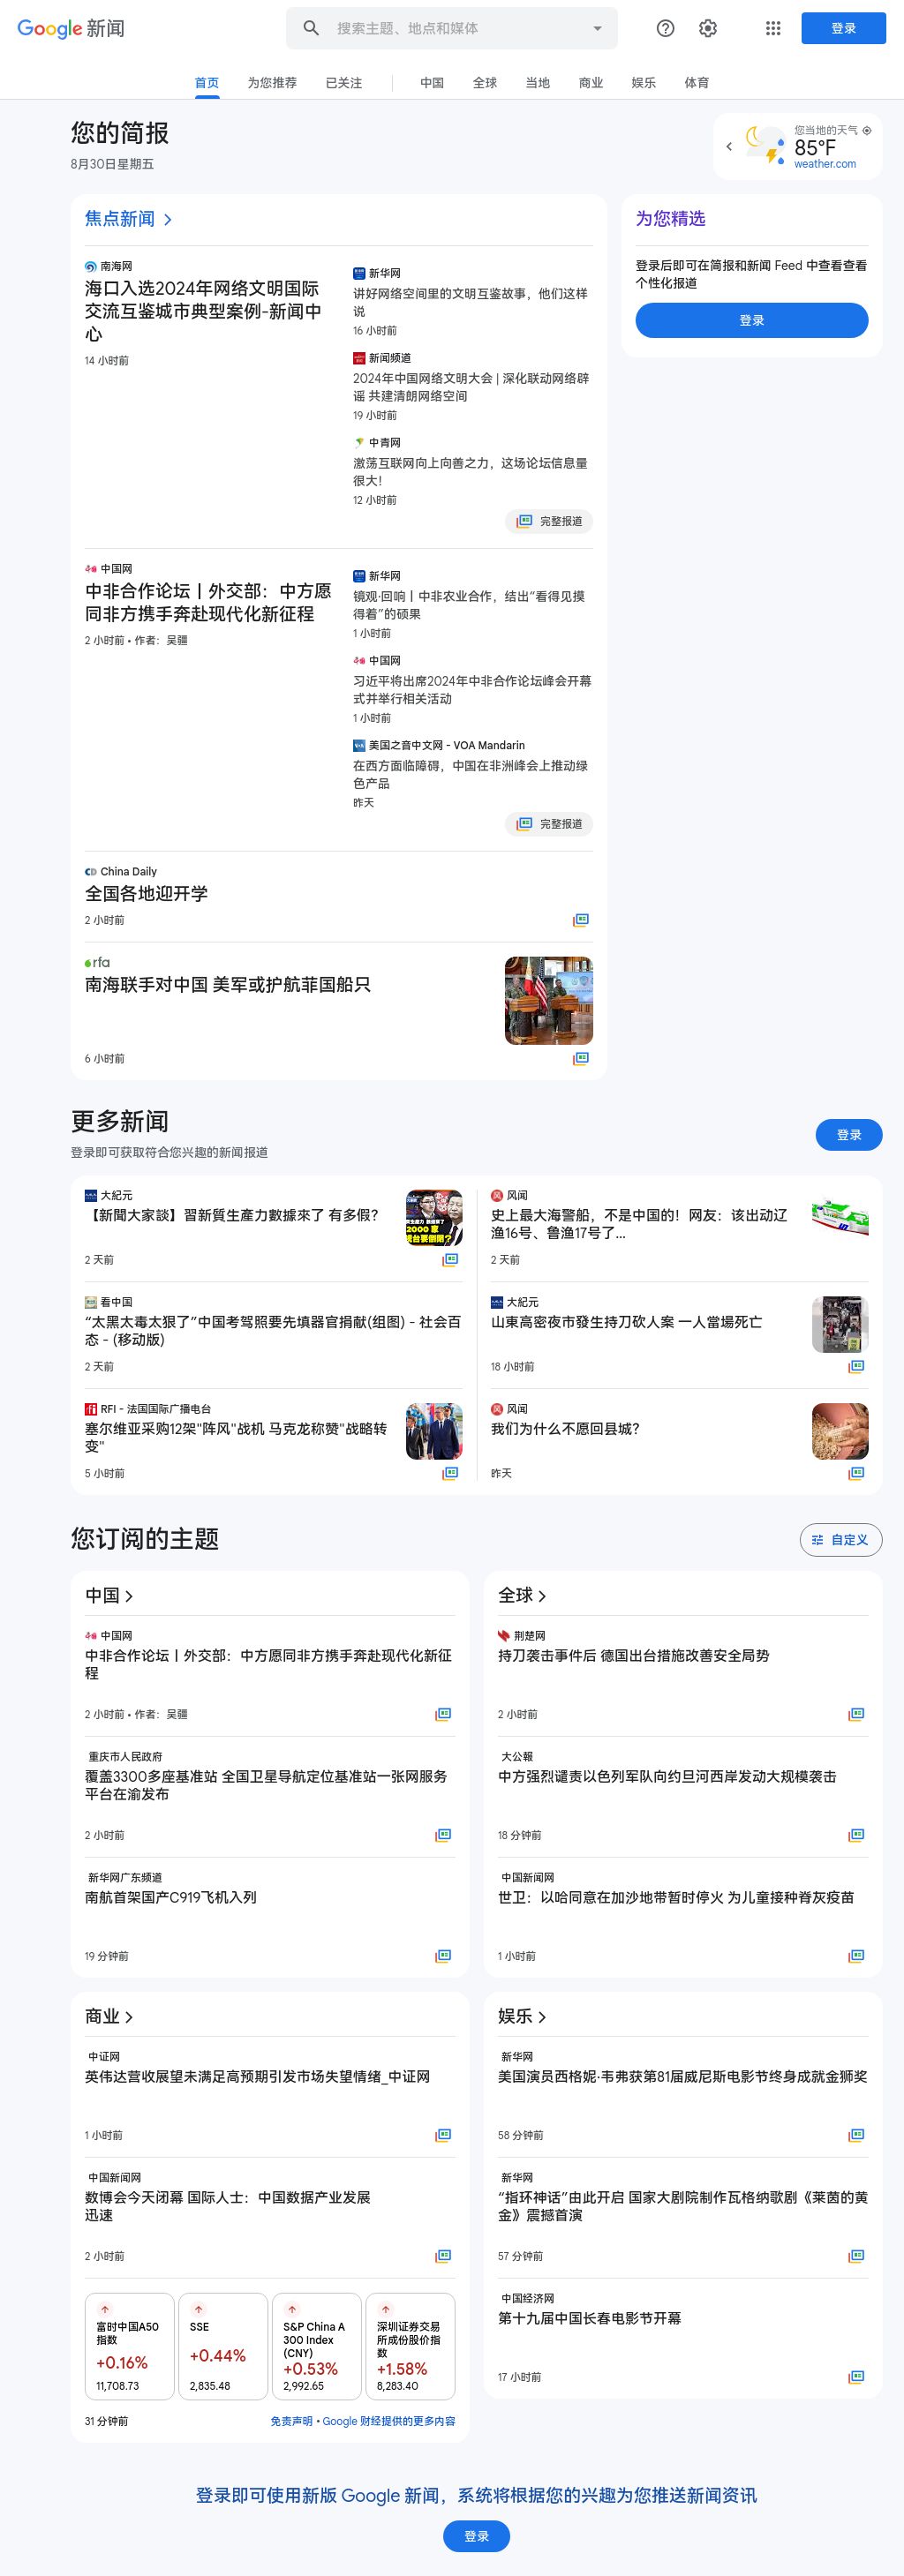 Google 新闻
搜索主题、地点和媒体
登录
首页
为您推荐
已关注
中国
全球
当地
商业
娱乐
体育
您的简报
8月30日星期五
您当地的天气
85°F
weather.com
焦点新闻
南海网
海口入选2024年网络文明国际
交流互鉴城市典型案例-新闻中
心
14 小时前
新华网
讲好网络空间里的文明互鉴故事，他们这样
说
16 小时前
新闻频道
2024年中国网络文明大会 | 深化联动网络辟
谣 共建清朗网络空间
19 小时前
中青网
激荡互联网向上向善之力，这场论坛信息量
很大！
12 小时前
完整报道
中国网
中非合作论坛丨外交部：中方愿
同非方携手奔赴现代化新征程
2 小时前 • 作者：吴疆
新华网
镜观·回响丨中非农业合作，结出“看得见摸
得着”的硕果
1 小时前
中国网
习近平将出席2024年中非合作论坛峰会开幕
式并举行相关活动
1 小时前
美国之音中文网 - VOA Mandarin
在西方面临障碍，中国在非洲峰会上推动绿
色产品
昨天
完整报道
China Daily
全国各地迎开学
2 小时前
rfa
南海联手对中国 美军或护航菲国船只
6 小时前
为您精选
登录后即可在简报和新闻 Feed 中查看查看
个性化报道
登录
更多新闻
登录即可获取符合您兴趣的新闻报道
登录
大紀元
【新聞大家談】習新質生產力數據來了 有多假？
2 天前
风闻
史上最大海警船，不是中国的！网友：该出动辽
渔16号、鲁渔17号了...
2 天前
看中国
“太黑太毒太狠了”中国考驾照要先填器官捐献(组图) - 社会百
态 - (移动版)
2 天前
大紀元
山東高密夜市發生持刀砍人案 一人當場死亡
18 小时前
RFI - 法国国际广播电台
塞尔维亚采购12架"阵风"战机 马克龙称赞"战略转
变"
5 小时前
风闻
我们为什么不愿回县城？
昨天
您订阅的主题
自定义
中国
中国网
中非合作论坛丨外交部：中方愿同非方携手奔赴现代化新征
程
2 小时前 • 作者：吴疆
重庆市人民政府
覆盖3300多座基准站 全国卫星导航定位基准站一张网服务
平台在渝发布
2 小时前
新华网广东频道
南航首架国产C919飞机入列
19 分钟前
全球
荆楚网
持刀袭击事件后 德国出台措施改善安全局势
2 小时前
大公報
中方强烈谴责以色列军队向约旦河西岸发动大规模袭击
18 分钟前
中国新闻网
世卫：以哈同意在加沙地带暂时停火 为儿童接种脊灰疫苗
1 小时前
商业
中证网
英伟达营收展望未满足高预期引发市场失望情绪_中证网
1 小时前
中国新闻网
数博会今天闭幕 国际人士：中国数据产业发展
迅速
2 小时前
富时中国A50
指数
+0.16%
11,708.73
SSE
+0.44%
2,835.48
S&P China A
300 Index
(CNY)
+0.53%
2,992.65
深圳证券交易
所成份股价指
数
+1.58%
8,283.40
31 分钟前
免责声明 • Google 财经提供的更多内容
娱乐
新华网
美国演员西格妮·韦弗获第81届威尼斯电影节终身成就金狮奖
58 分钟前
新华网
“指环神话”由此开启 国家大剧院制作瓦格纳歌剧《莱茵的黄
金》震撼首演
57 分钟前
中国经济网
第十九届中国长春电影节开幕
17 小时前
登录即可使用新版 Google 新闻，系统将根据您的兴趣为您推送新闻资讯
登录